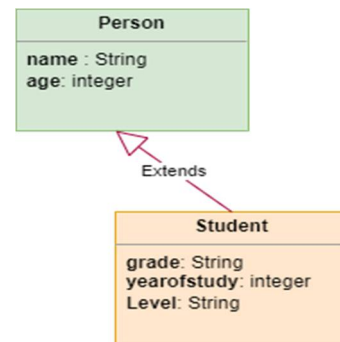 Person
name : String
age: integer
Extends
Student
grade: String
yearofstudy: integer
Level: String